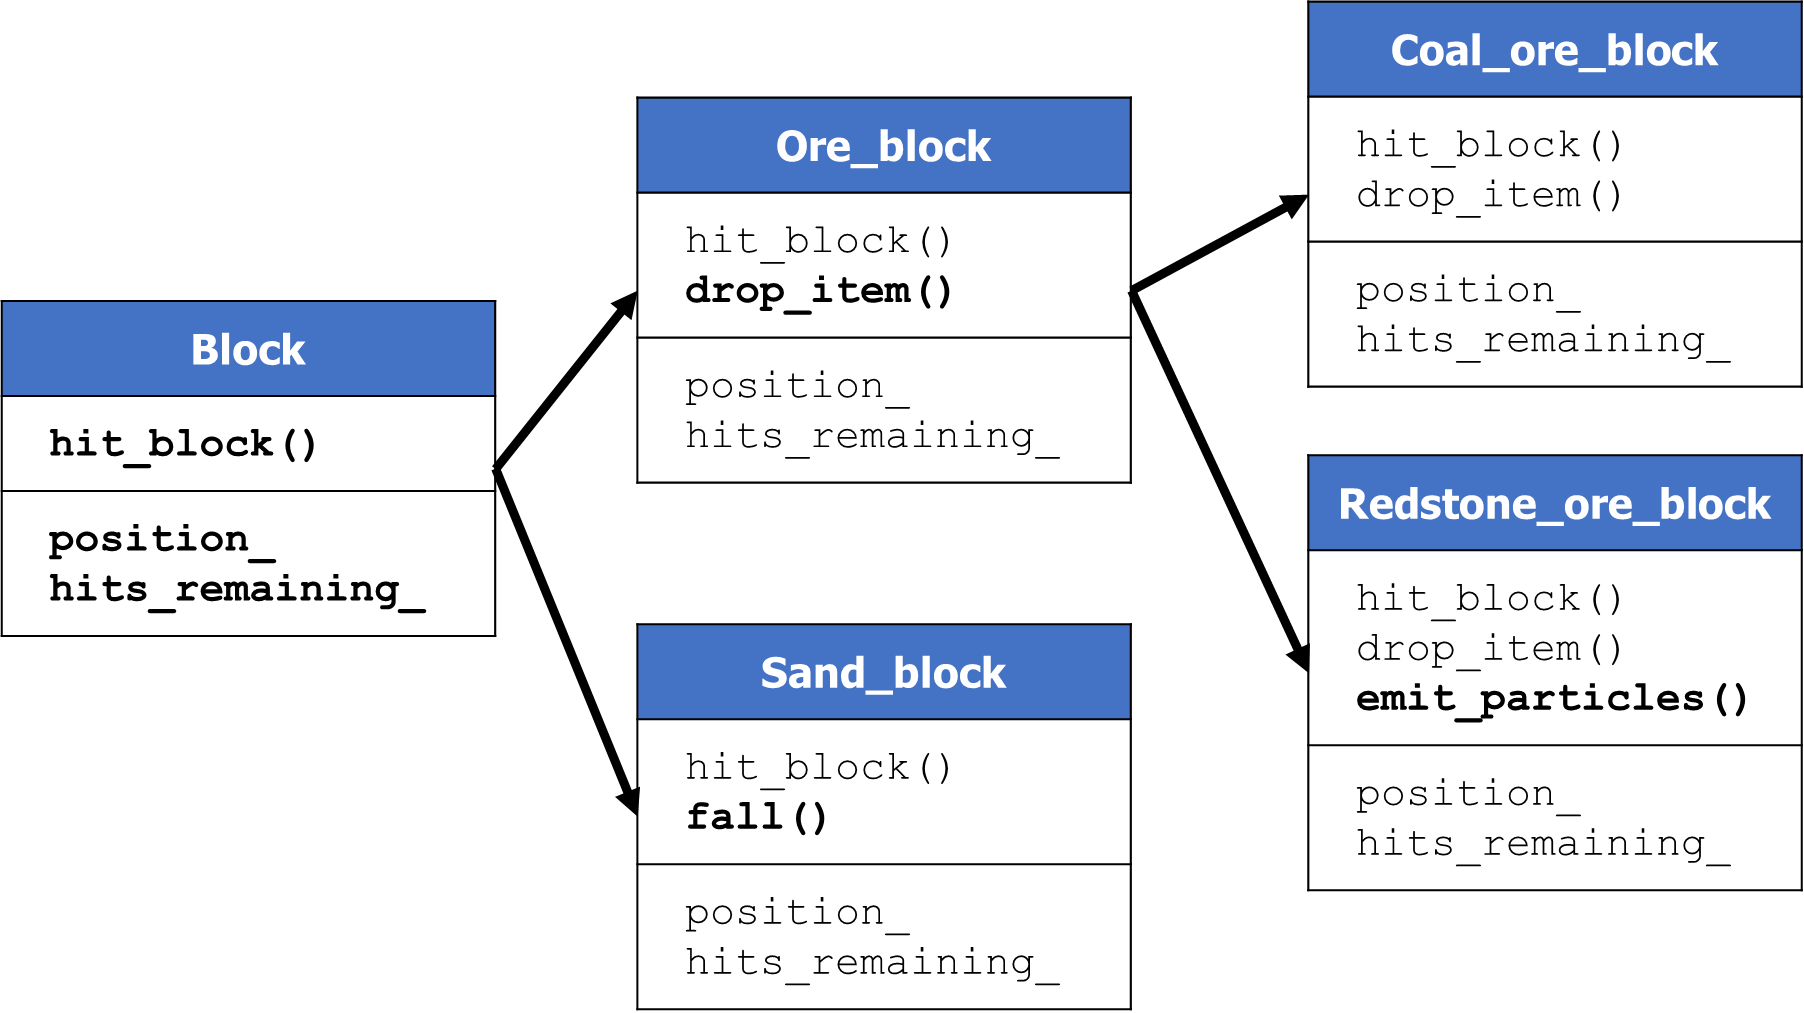 Block
hit_block()
position_
hits_remaining_
Ore_block
hit_block()
drop_item()
position_
hits_remaining_
Sand_block
hit_block()
fall()
position_
hits_remaining_
Coal_ore_block
hit_block()
drop_item()
position_
hits_remaining_
Redstone_ore_block
hit_block()
drop_item()
emit_particles()
position_
hits_remaining_